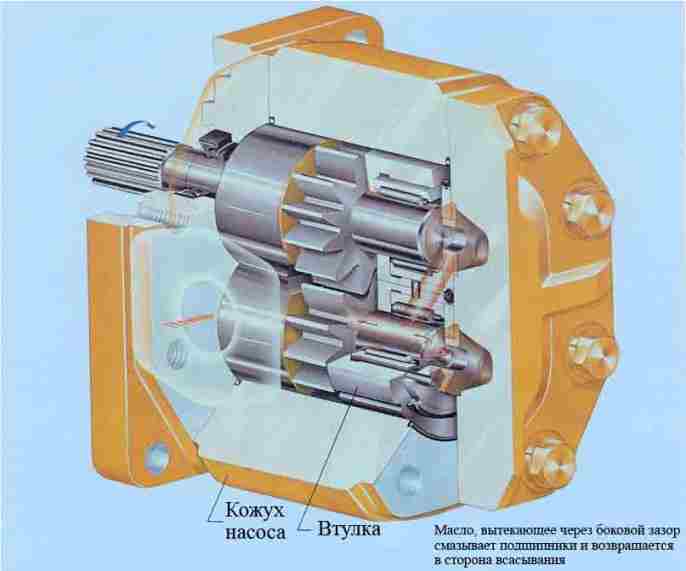 Кожух
насоса
Втулка
Масло, вытекающее через боковой зазор
смазывает подшипники и возвращается
в сторона всасывания